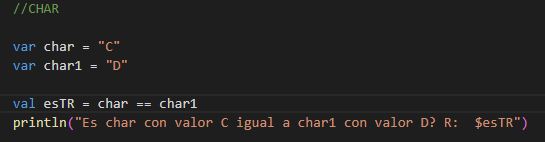 //CHAR
var char = "C"
var char1 = "D"
val esTR = char == char1
println("Es char con valor C igual a char1 con valor D? R:  $esTR")